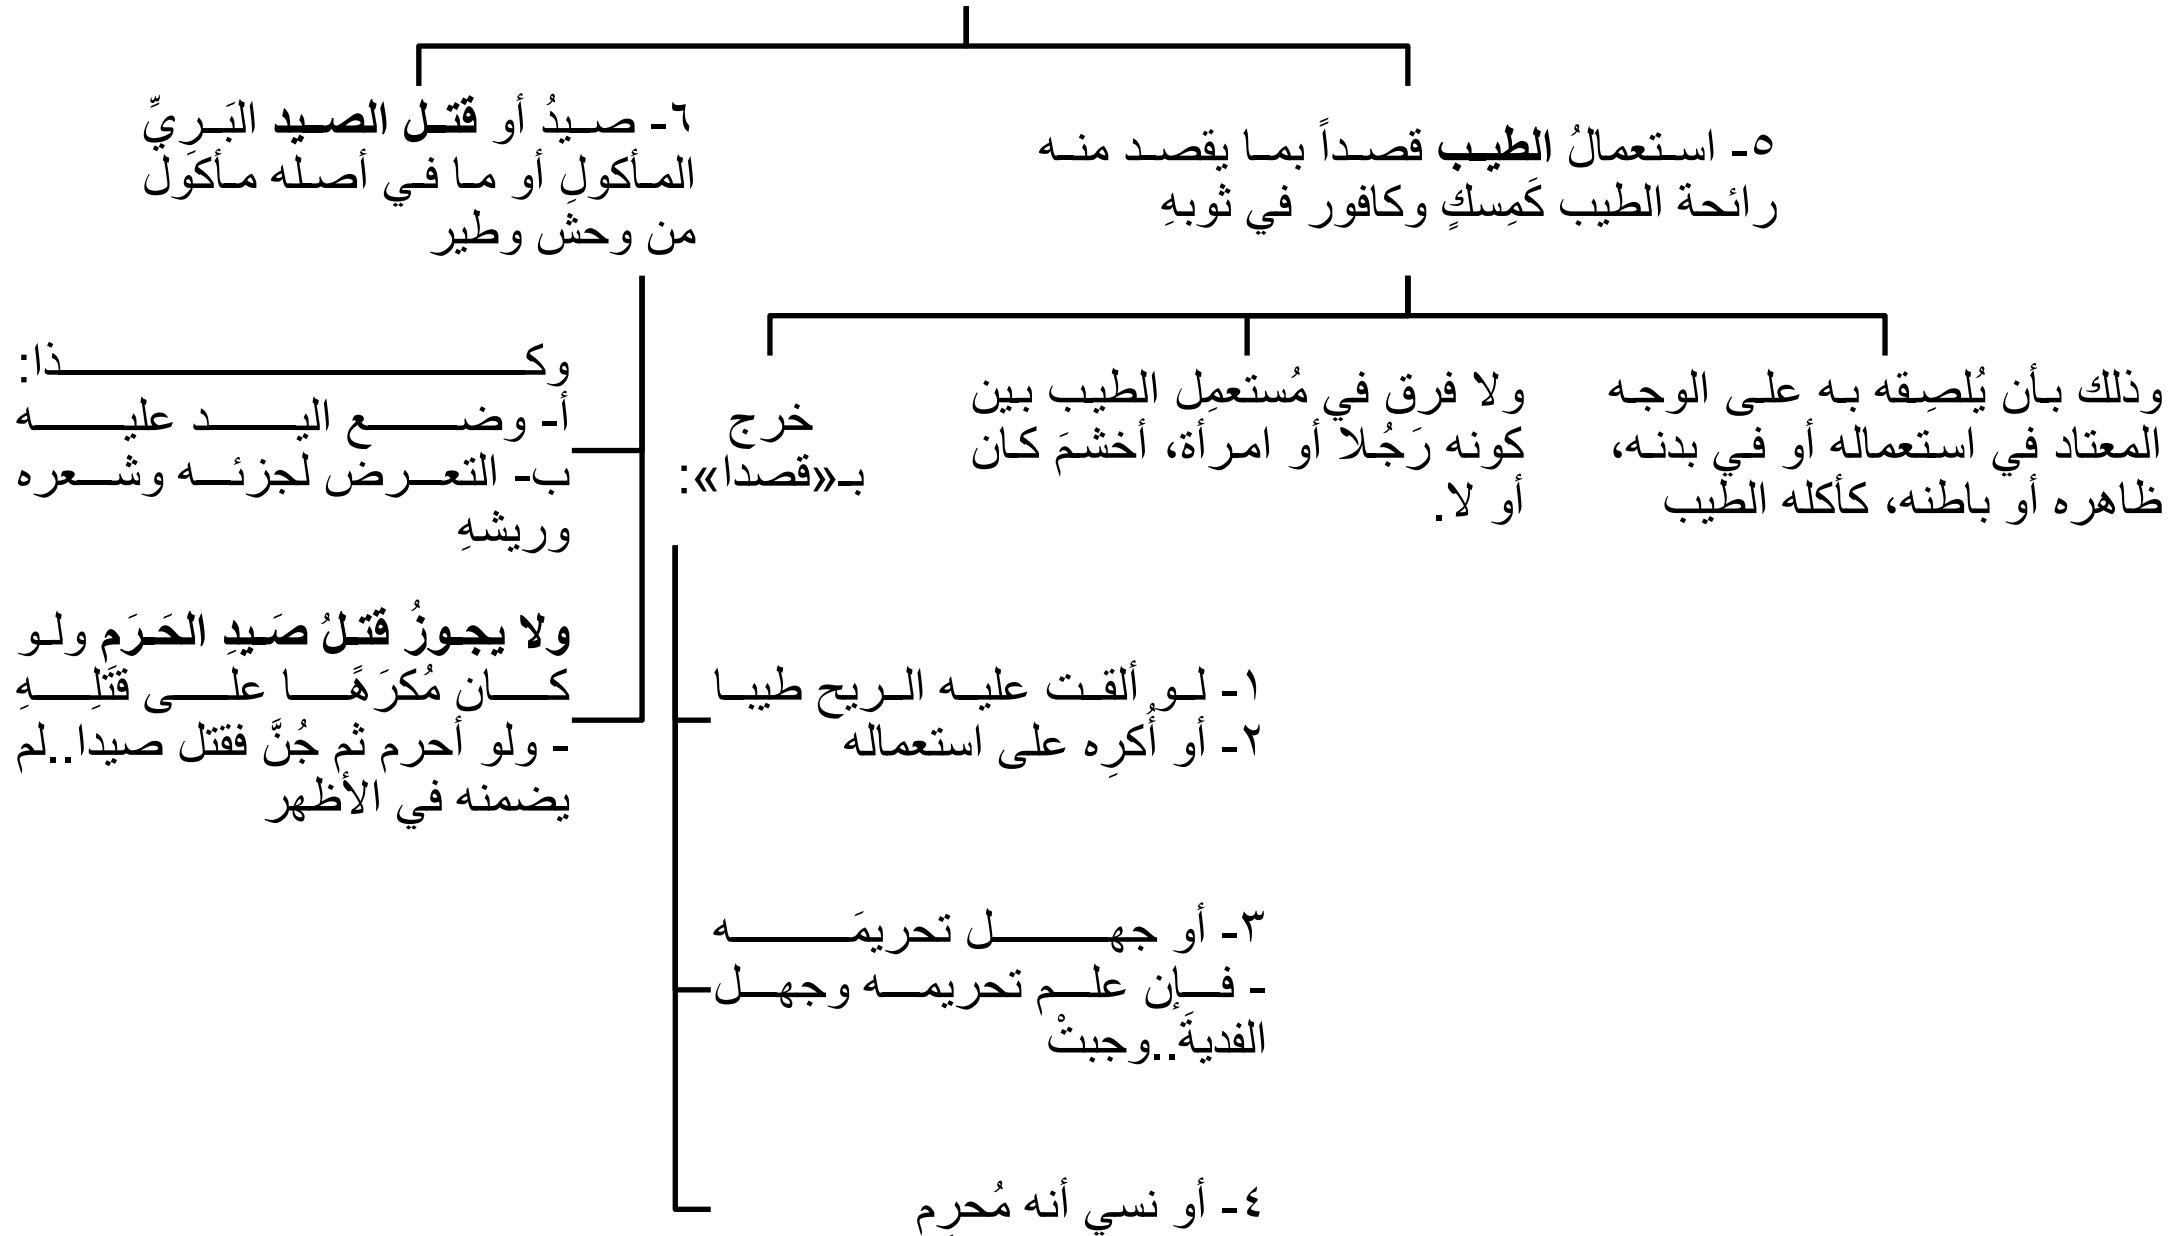 ٥- استعمالُ الطيب قصداً بما يقصد منه
رائحة الطيب كَمِسكٍ وكافور في ثوبهِ
وذلك بأن يُلصِقه به على الوجه
المعتاد في استعماله أو في بدنه،
ظاهره أو باطنه، كأكله الطيب
ولا فرق في مُستعمِل الطيب بين
كونه رَجُلا أو امرأة، أخشمَ كان
أو لا.
خرج
بـ«قصدا»:
١- لو ألقت عليه الريح طيبا
٢- أو أُكرِه على استعماله
٣- أو جهل تحريمَه
- فإن علم تحريمه وجهل
الفديةَ..وجبتْ
٤- أو نسي أنه مُحرِم
٦- صيدُ أو قتل الصيد البَريِّ
المأكولِ أو ما في أصله مأكَول
من وحش وطير
وكذا:
أ- وضع اليد عليه
ب- التعرض لجزئه وشعره
وريشهِ
ولا يجوزُ قتلُ صَيدِ الحَرَم ولو
كان مُكرَهًا على قَتلِهِ
- ولو أحرم ثم جُنَّ فقتل صيدا..لم
يضمنه في الأظهر